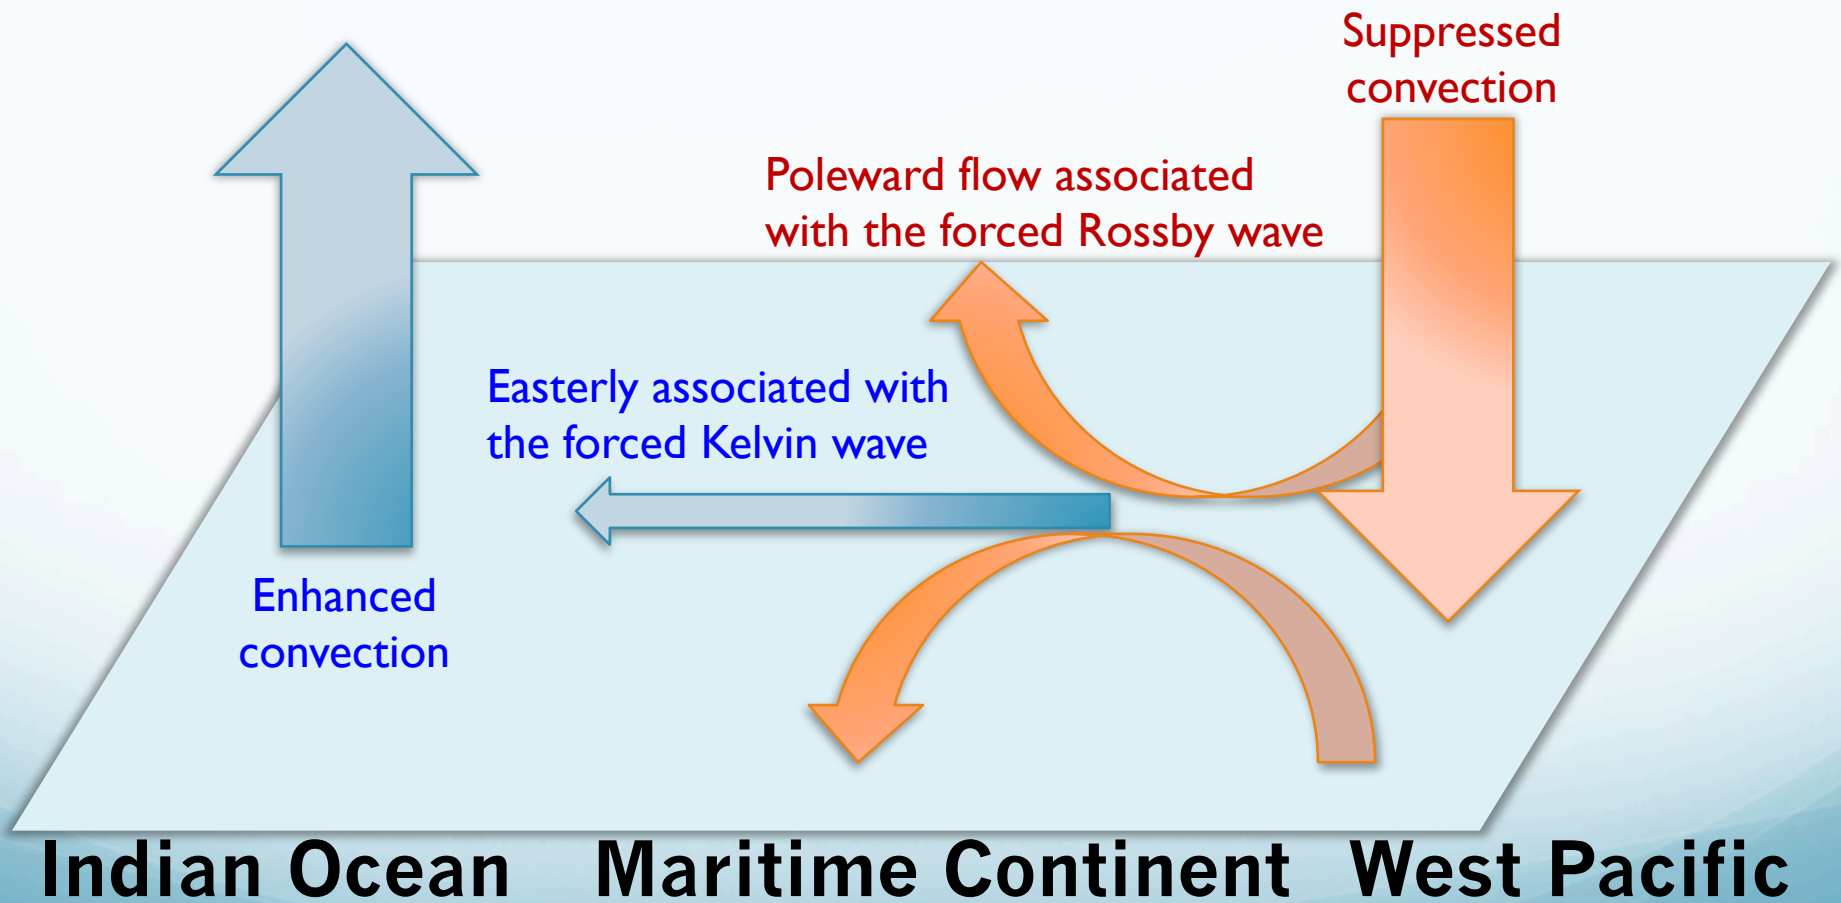 Suppressed
convection
Poleward flow associated
with the forced Rossby wave
Easterly associated with
the forced Kelvin wave
Enhanced
convection
Indian Ocean Maritime Continent West Pacific